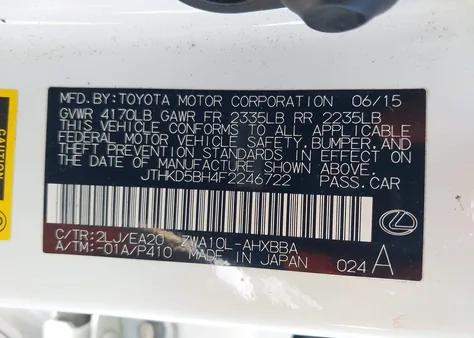 MFD.BY:TOYOTA MOTOR CORPORATION 06/15
GVWR 4170LB GAWR FR 2335LB RR 2235LB
THIS VEHICLE CONFORMS TO ALL APPLICABLE
FEDERAL MOTOR VEHICLE SAFETY,BUMPER,AND
THEFT PREVENTION STANDARDS IN EFFECT ON
THE DATE OF MANUFACTURE SHOWN ABOVE.
JTHKD5BH4F2246722 PASS.CAR
C/TR:2LJ/EA20 ZWA10L-AHXBBA
A/TM:-01A/P410 MADE IN JAPAN 024 A